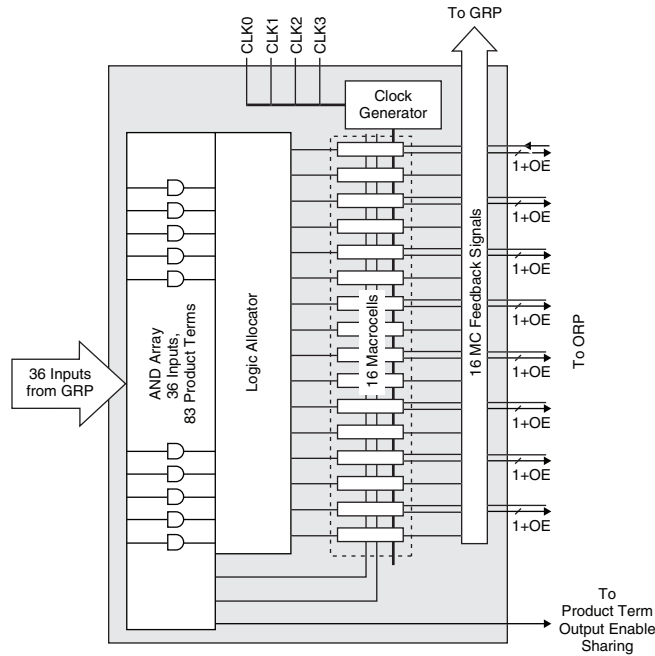 To GRP
CLK0
CLK1
CLK2
CLK3
Clock
Generator
1+OE
1+OE
1+OE
1+OE
1+OE
1+OE
1+OE
1+OE
36 Inputs
from GRP
AND Array
36 Inputs,
83 Product Terms
Logic Allocator
16 Macrocells
16 MC Feedback Signals
To ORP
To
Product Term
Output Enable
Sharing